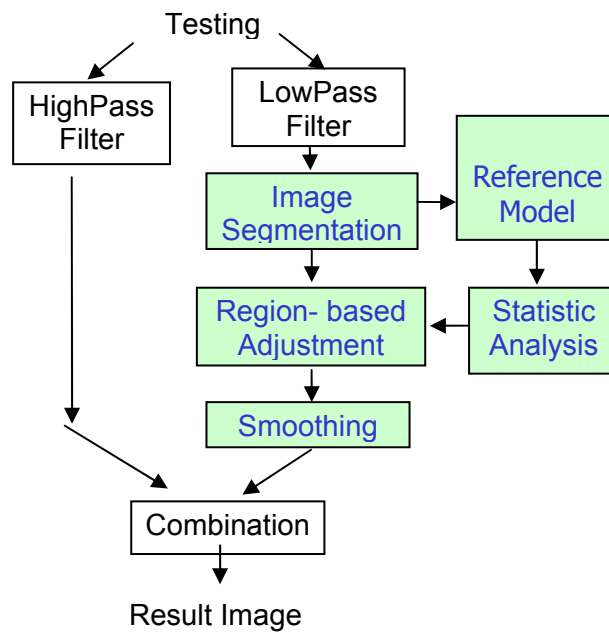 Testing
HighPass
Filter
LowPass
Filter
Image
Segmentation
Reference
Model
Region- based
Adjustment
Statistic
Analysis
Smoothing
Combination
Result Image